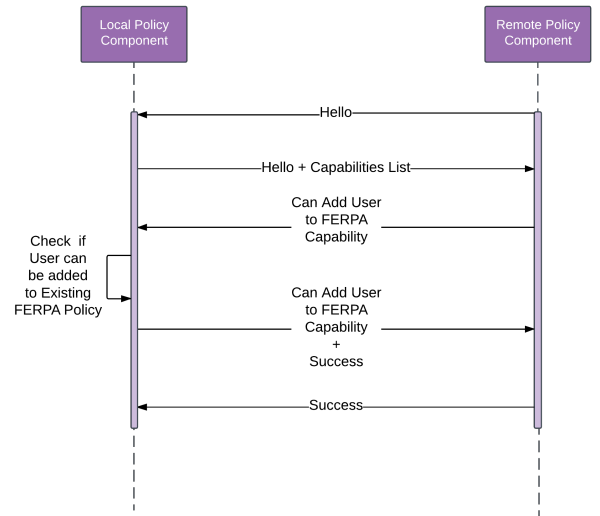 Local Policy
Component
Remote Policy
Component
Hello
Hello + Capabilities List
Can Add User
to FERPA
Capability
Check if
User can
be added
to Existing
FERPA Policy
Can Add User
to FERPA
Capability
+
Success
Success